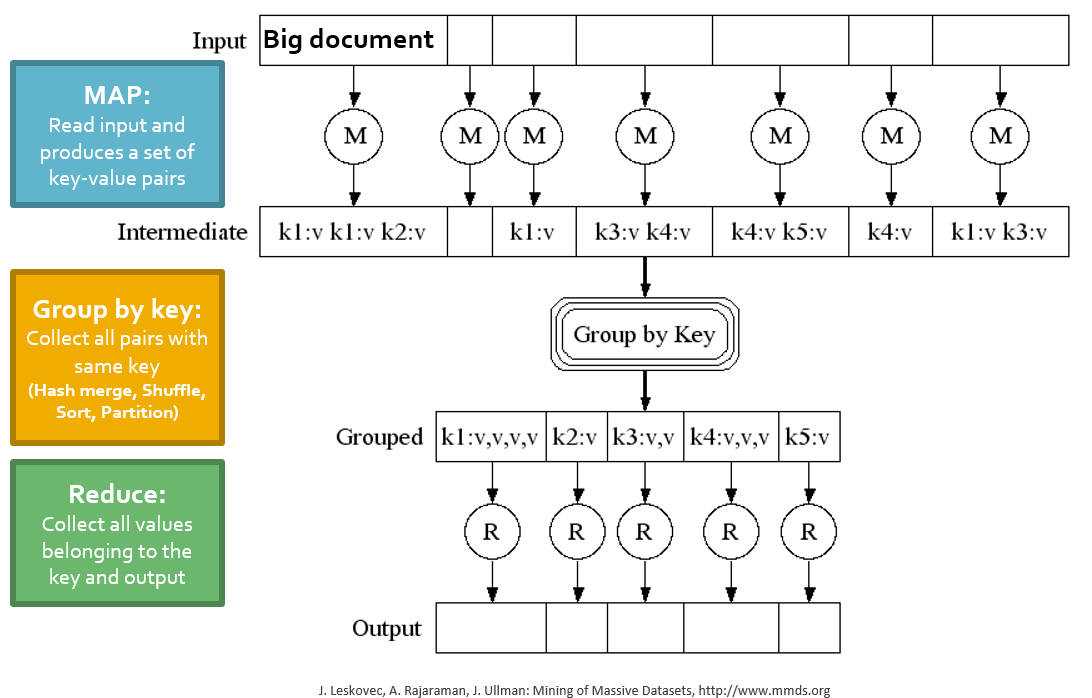 Input
Big document
MAP:
Read input and
produces a set of
key-value pairs
M M M M M M M
Intermediate
k1:v k1:v k2:v
k1:v
k3:v k4:v
k4:v k5:v
k4:v
k1:v k3:v
Group by key:
Collect all pairs with
same key
(Hash merge, Shuffle,
Sort, Partition)
Group by Key
Grouped
k1:v,v,v,v
k2:v
k3:v,v
k4:v,v,v
k5:v
Reduce:
Collect all values
belonging to the
key and output
R R R R R
Output
J. Leskovec, A. Rajaraman, J. Ullman: Mining of Massive Datasets, http://www.mmds.org